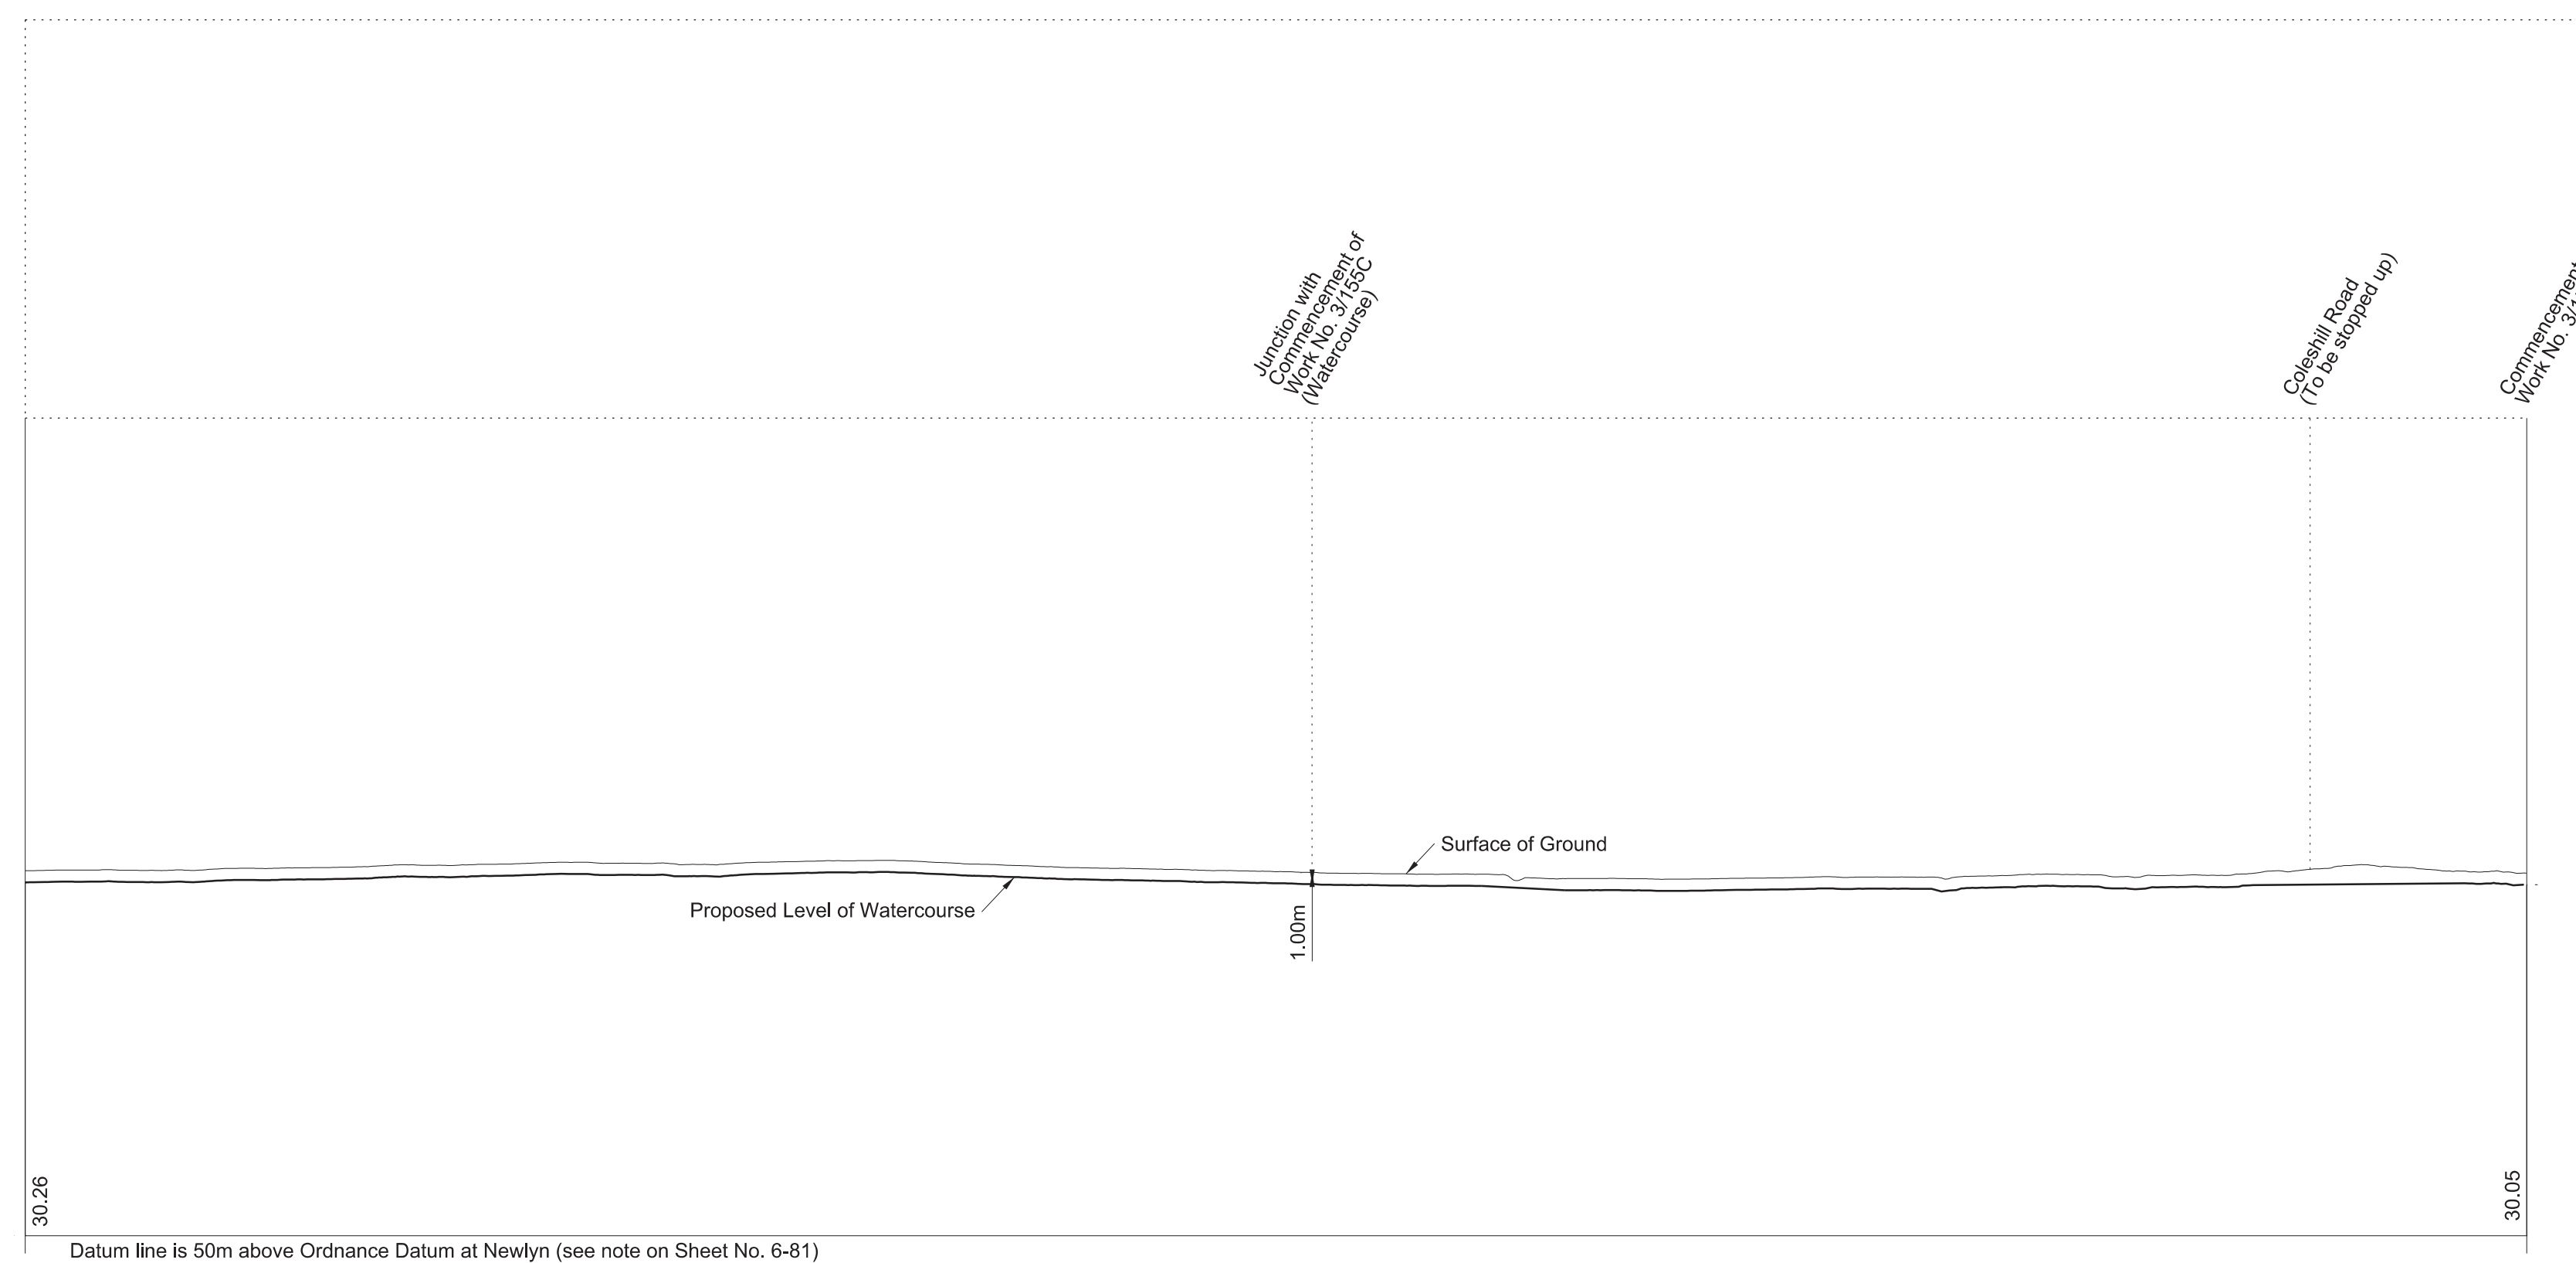 Junction with
Commencement of
Work No. 3/155C
(Watercourse)
Coleshill Road
(To be stopped up)
Commencement
Work No.
Surface of Ground
Proposed Level of Watercourse
1.00m
30.26
30.05
Datum line is 50m above Ordnance Datum at Newlyn (see note on Sheet No. 6-81)